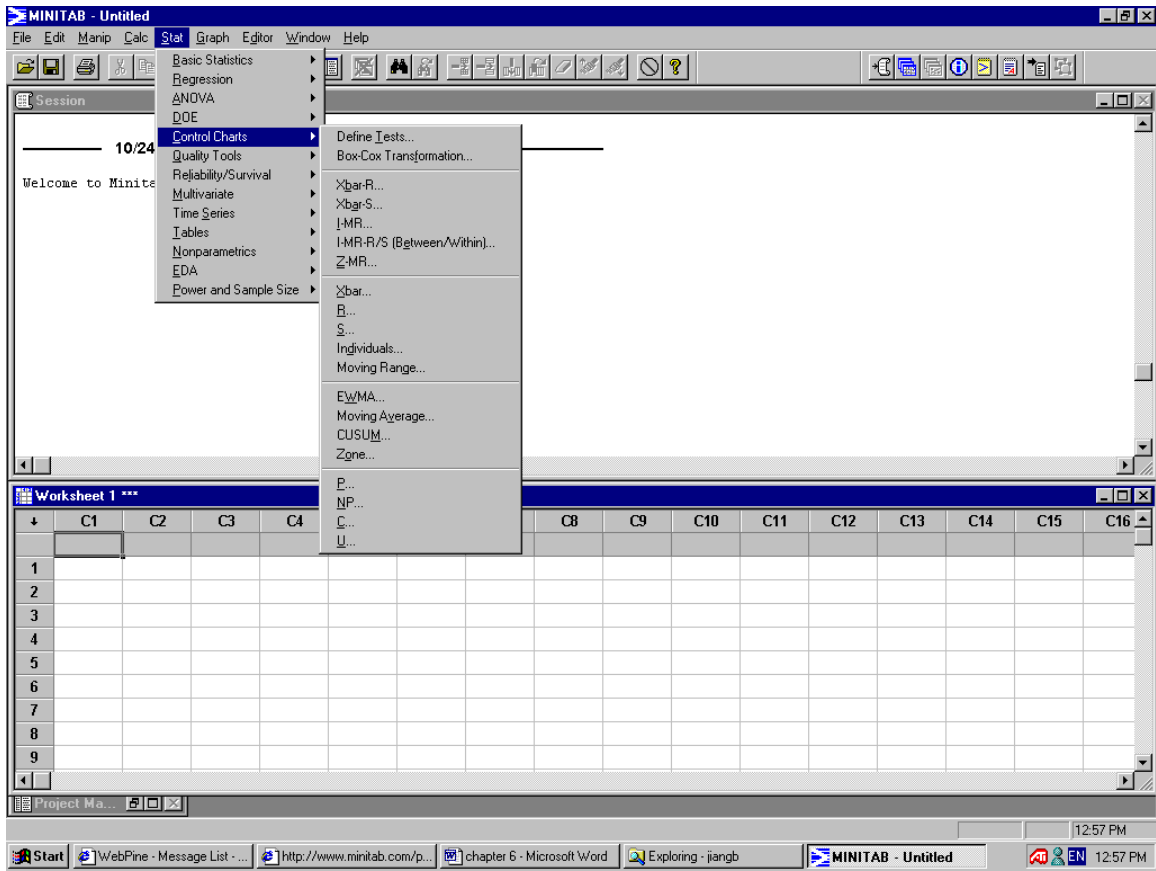 MINITAB - Untitled
File Edit Manip Calc Stat Graph Editor Window Help
Session
10/24
Welcome to Minita
Basic Statistics
Regression
ANOVA
DOE
Control Charts
Quality Tools
Reliability/Survival
Multivariate
Time Series
Tables
Nonparametrics
EDA
Power and Sample Size
Define Tests...
Box-Cox Transformation...
Xbar-R...
Xbar-S...
I-MR...
I-MR-R/S (Between/Within)...
Z-MR...
Xbar...
R...
S...
Individuals...
Moving Range...
EWMA...
Moving Average...
CUSUM...
Zone...
P...
NP...
C...
U...
Worksheet 1 ***
C1 C2 C3 C4 C8 C9 C10 C11 C12 C13 C14 C15 C16
1
2
3
4
5
6
7
8
9
Project Ma...
12:57 PM
Start WebPine - Message List - ... http://www.minitab.com/p... chapter 6 - Microsoft Word Exploring - jiangb MINITAB - Untitled EN 12:57 PM